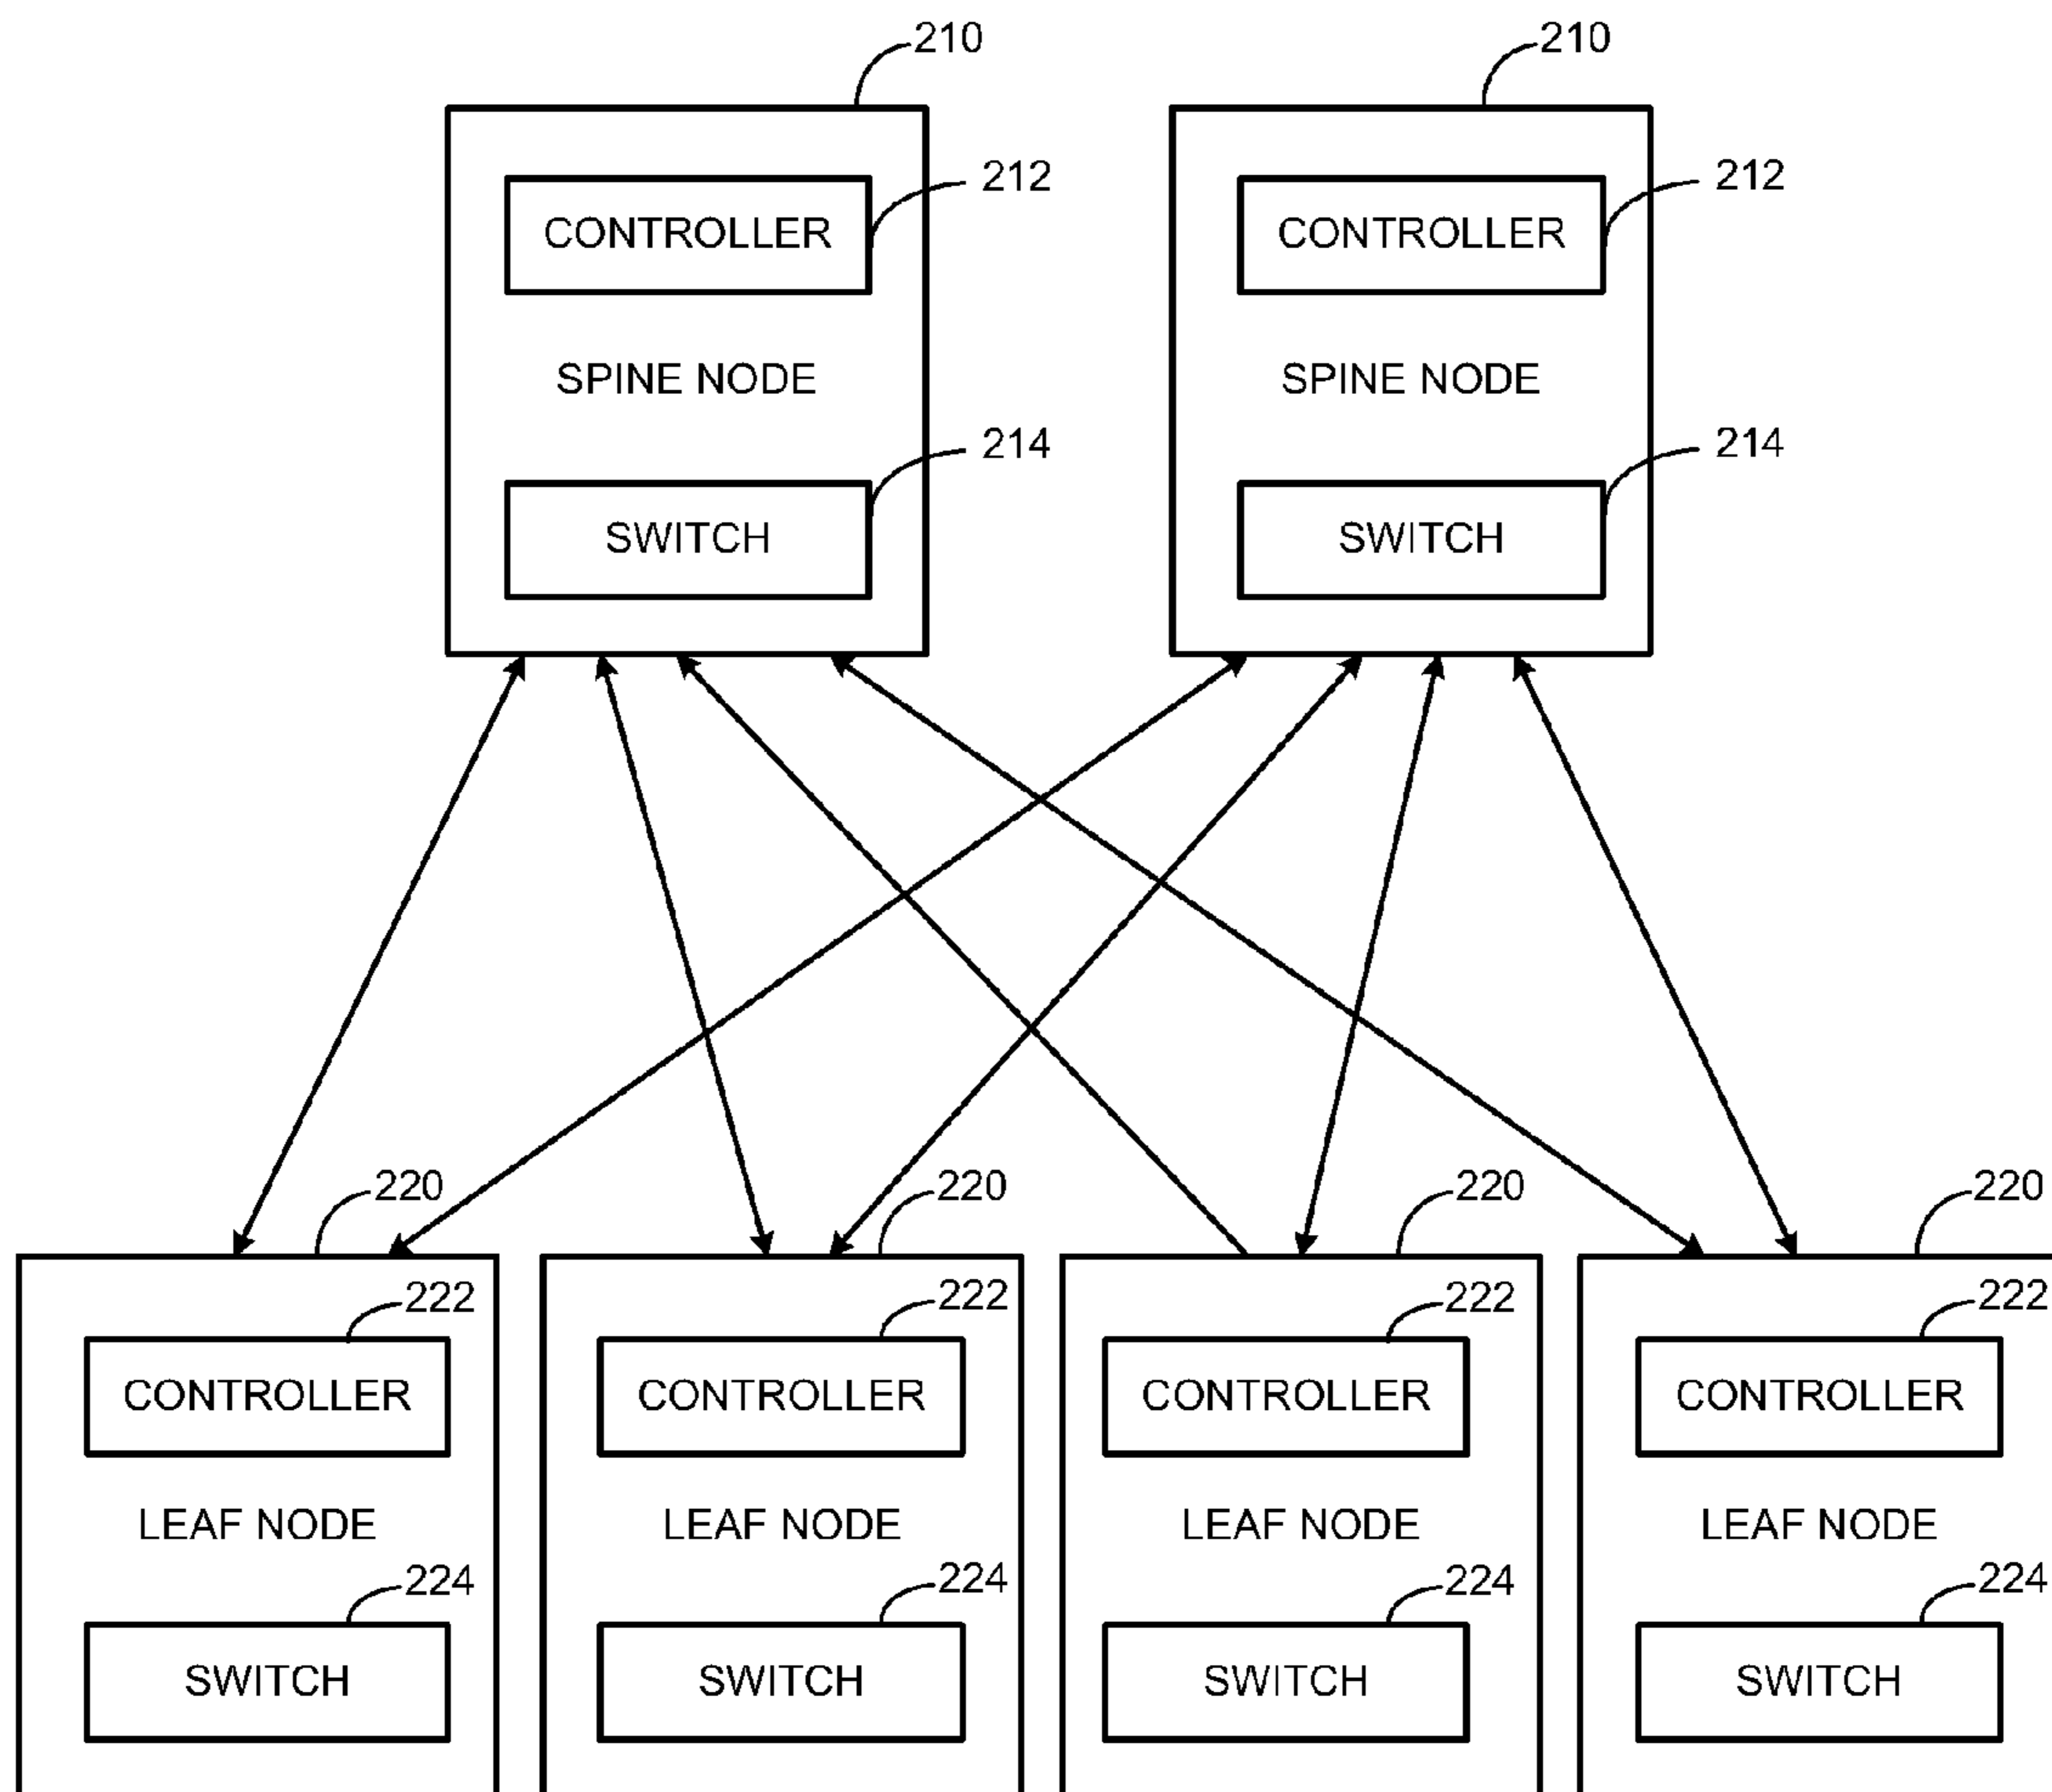 210
210
212
212
CONTROLLER
CONTROLLER
SPINE NODE
SPINE NODE
214
214
SWITCH
SWITCH
220
220
220
220
222
222
222
222
CONTROLLER
CONTROLLER
CONTROLLER
CONTROLLER
LEAF NODE
LEAF NODE
LEAF NODE
LEAF NODE
224
224
224
224
SWITCH
SWITCH
SWITCH
SWITCH